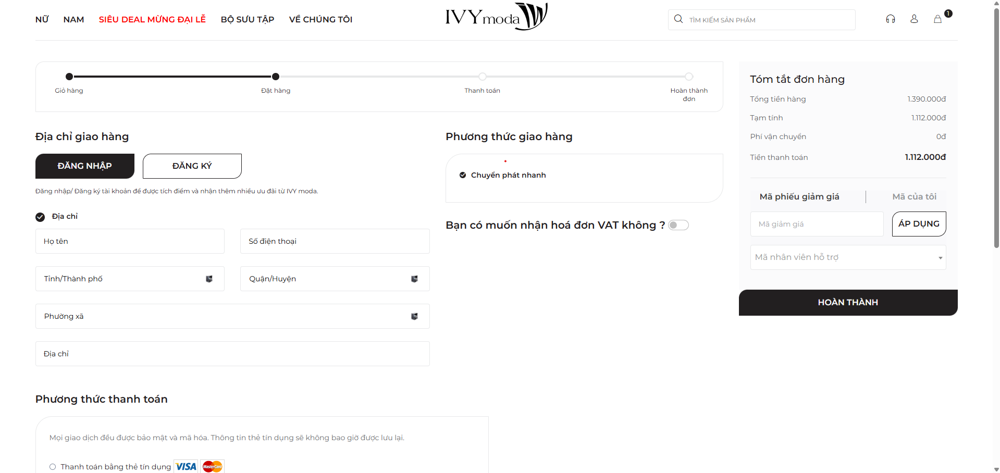 NỮ NAM SIÊU DEAL MỪNG ĐẠI LỄ BỘ SƯU TẬP VỀ CHÚNG TÔI
IVY moda
TÌM KIẾM SẢN PHẨM
1
Giỏ hàng
Đặt hàng
Thanh toán
Hoàn thành
đơn
Địa chỉ giao hàng
ĐĂNG NHẬP
ĐĂNG KÝ
Đăng nhập/ Đăng ký tài khoản để được tích điểm và nhận thêm nhiều ưu đãi từ IVY moda.
Địa chỉ
Họ tên
Số điện thoại
Tỉnh/Thành phố
Quận/Huyện
Phường xã
Địa chỉ
Phương thức giao hàng
Chuyển phát nhanh
Bạn có muốn nhận hoá đơn VAT không ?
Phương thức thanh toán
Mọi giao dịch đều được bảo mật và mã hóa. Thông tin thẻ tín dụng sẽ không bao giờ được lưu lại.
Thanh toán bằng thẻ tín dụng VISA MasterCard
Tóm tắt đơn hàng
Tổng tiền hàng 1.390.000đ
Tạm tính 1.112.000đ
Phí vận chuyển 0đ
Tiền thanh toán 1.112.000đ
Mã phiếu giảm giá
Mã của tôi
Mã giảm giá
ÁP DỤNG
Mã nhân viên hỗ trợ
HOÀN THÀNH